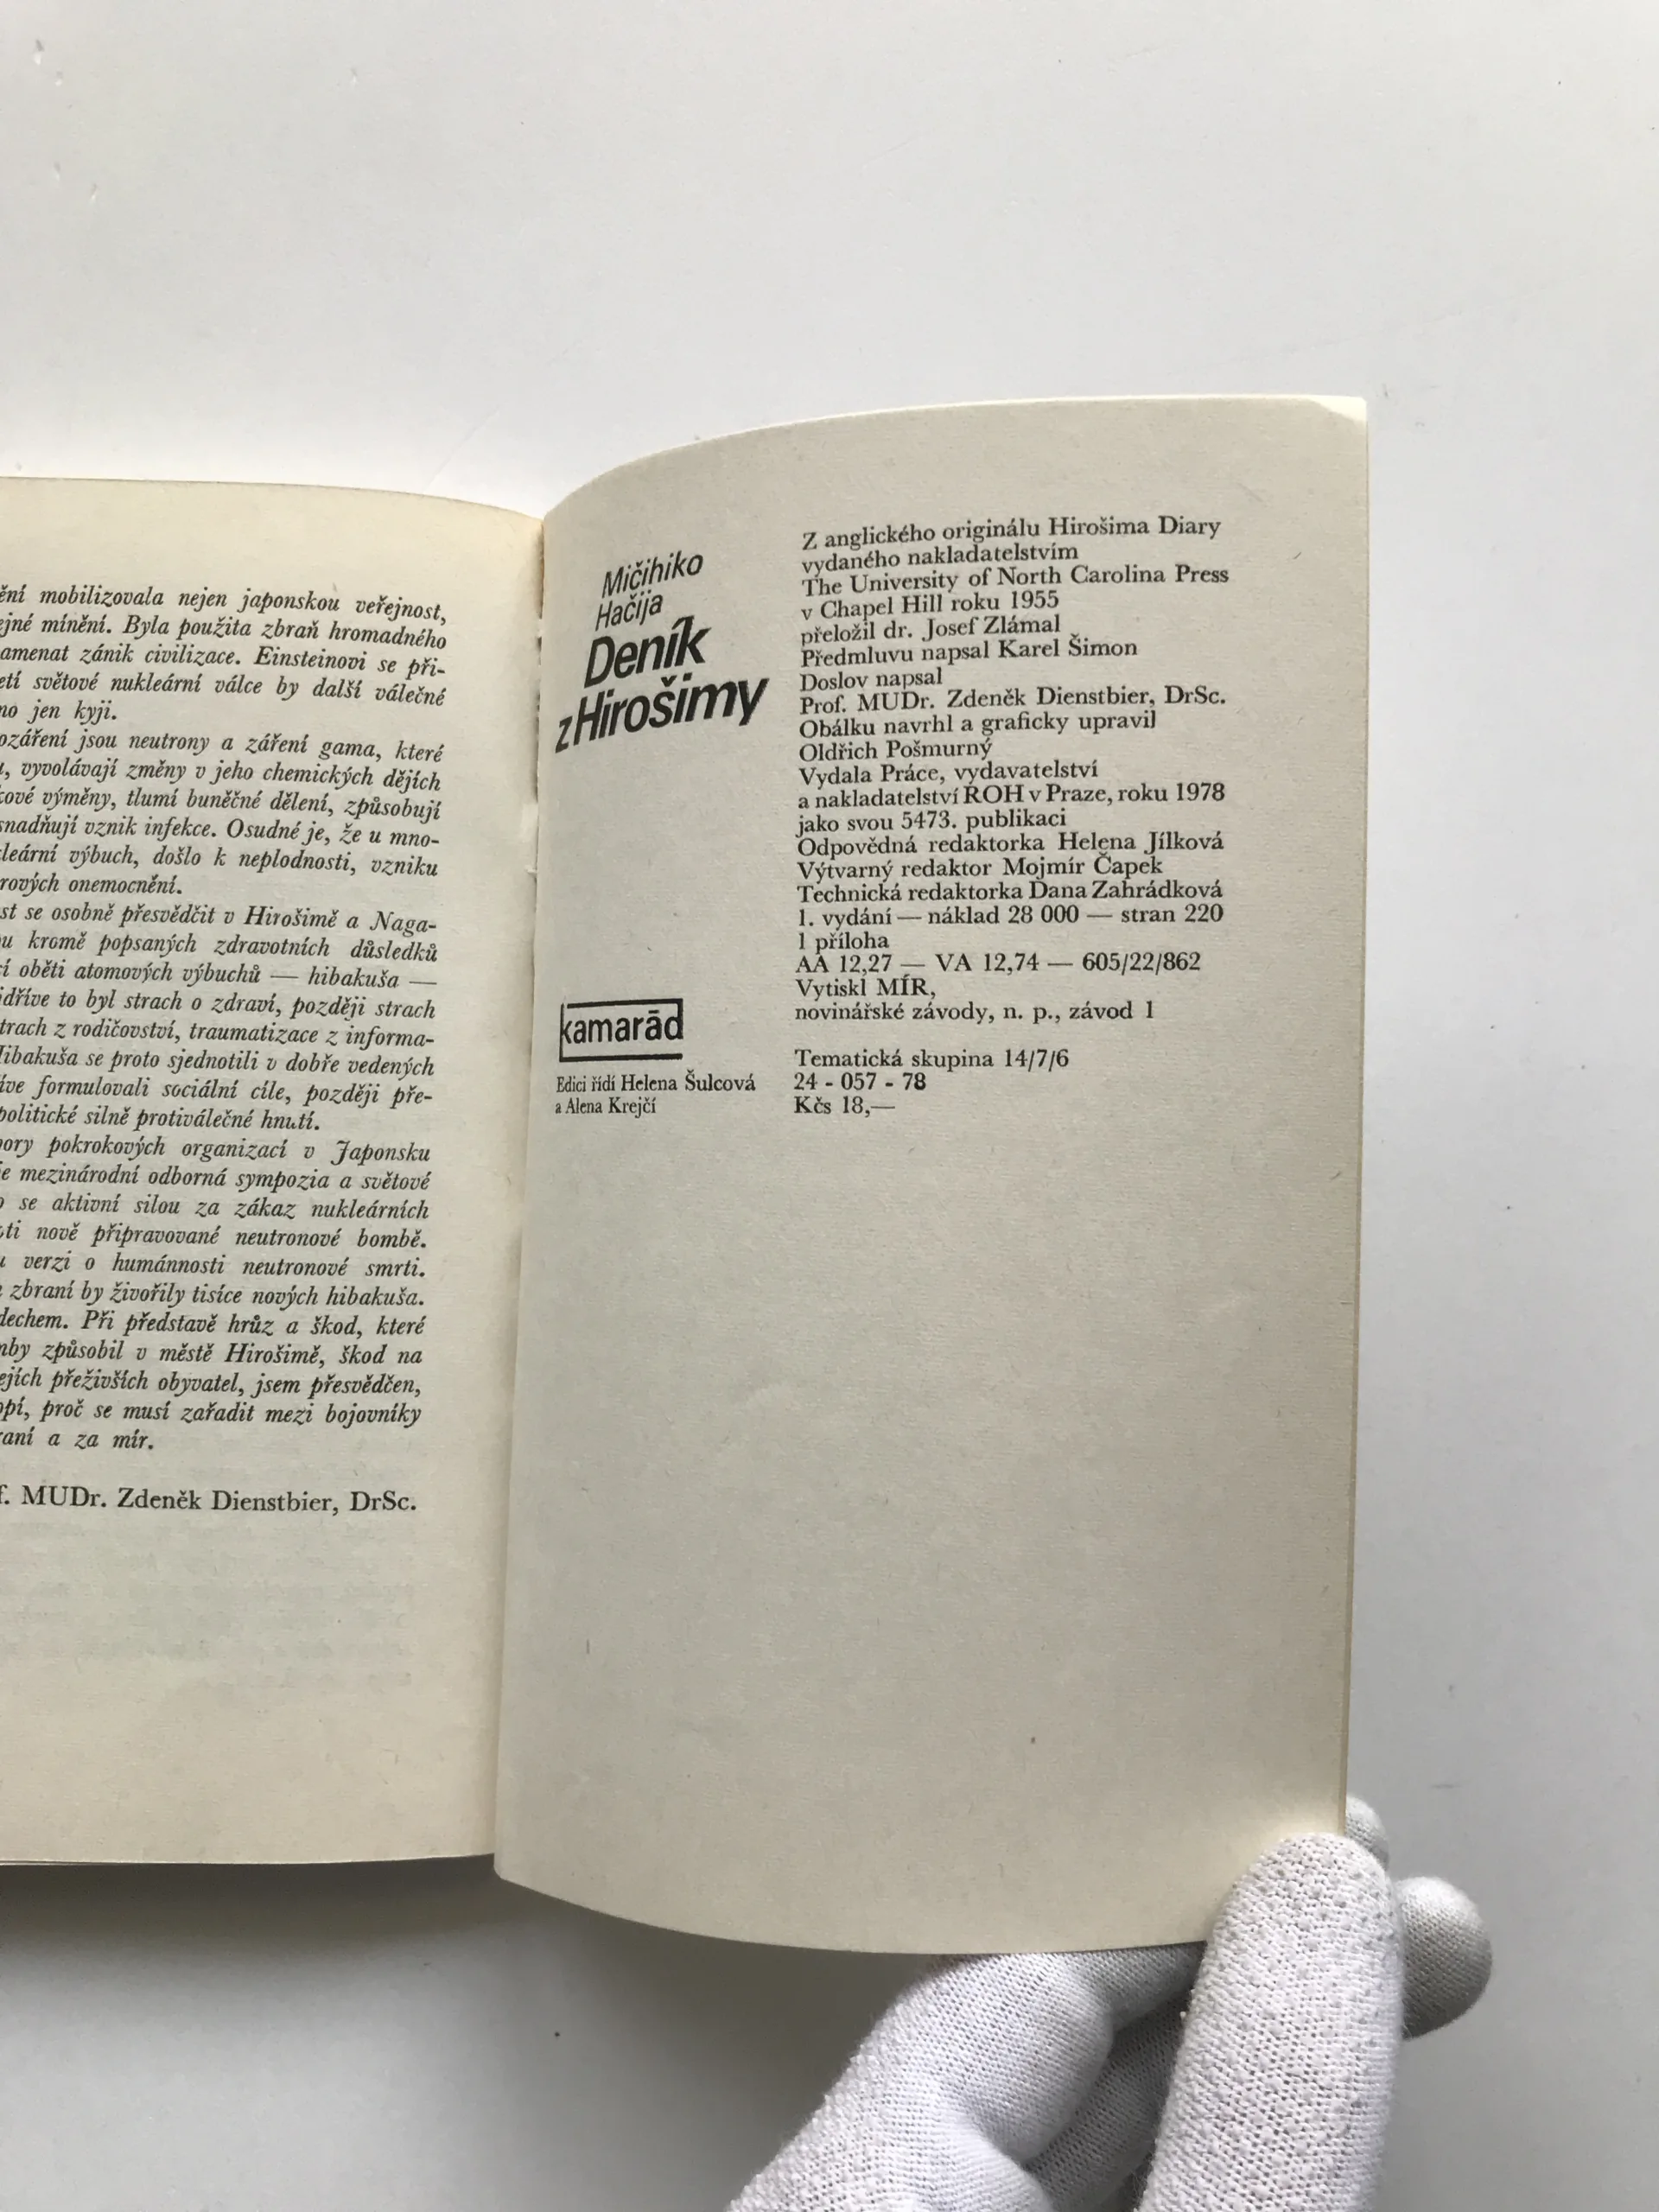 ění mobilizovala nejen japonskou veřejnost,
ejné mínění. Byla použita zbraň hromadného
amenat zánik civilizace. Einsteinovi se při-
etí světové nukleární válce by další válečné
no jen kyji.
ozáření jsou neutrony a záření gama, které
vyvolávají změny v jeho chemických dějích
kové výměny, tlumí buněčné dělení, způsobují
snadňují vznik infekce. Osudné je, že u mno-
leární výbuch, došlo k neplodnosti, vzniku
rových onemocnění.
st se osobně přesvědčit v Hirošimě a Naga-
u kromě popsaných zdravotních důsledků
í oběti atomových výbuchů — hibakuša —
dříve to byl strach o zdraví, později strach
trach z rodičovství, traumatizace z informa-
Hibakuša se proto sjednotili v dobře vedených
íve formulovali sociální cíle, později pře-
politické silně protiválečné hnutí.
pory pokrokových organizací v Japonsku
e mezinárodní odborná sympozia a světové
o se aktivní silou za zákaz nukleárních
ti nově připravované neutronové bombě.
u verzi o humánnosti neutronové smrti.
zbraní by živořily tisíce nových hibakuša.
dechem. Při představě hrůz a škod, které
mby způsobil v městě Hirošimě, škod na
ejích přeživších obyvatel, jsem přesvědčen,
opí, proč se musí zařadit mezi bojovníky
raní a za mír.
f. MUDr. Zdeněk Dienstbier, DrSc.
Mičihiko
Hačija
Deník
z Hirošimy
kamarād
Edici řídí Helena Šulcová
a Alena Krejčí
Z anglického originálu Hirošima Diary
vydaného nakladatelstvím
The University of North Carolina Press
v Chapel Hill roku 1955
přeložil dr. Josef Zlámal
Předmluvu napsal Karel Šimon
Doslov napsal
Prof. MUDr. Zdeněk Dienstbier, DrSc.
Obálku navrhl a graficky upravil
Oldřich Pošmurný
Vydala Práce, vydavatelství
a nakladatelství ROH v Praze, roku 1978
jako svou 5473. publikaci
Odpovědná redaktorka Helena Jílková
Výtvarný redaktor Mojmír Čapek
Technická redaktorka Dana Zahrádková
1. vydání — náklad 28 000 — stran 220
1 příloha
AA 12,27 — VA 12,74 — 605/22/862
Vytiskl MÍR,
novinářské závody, n. p., závod 1
Tematická skupina 14/7/6
24 - 057 - 78
Kčs 18,—